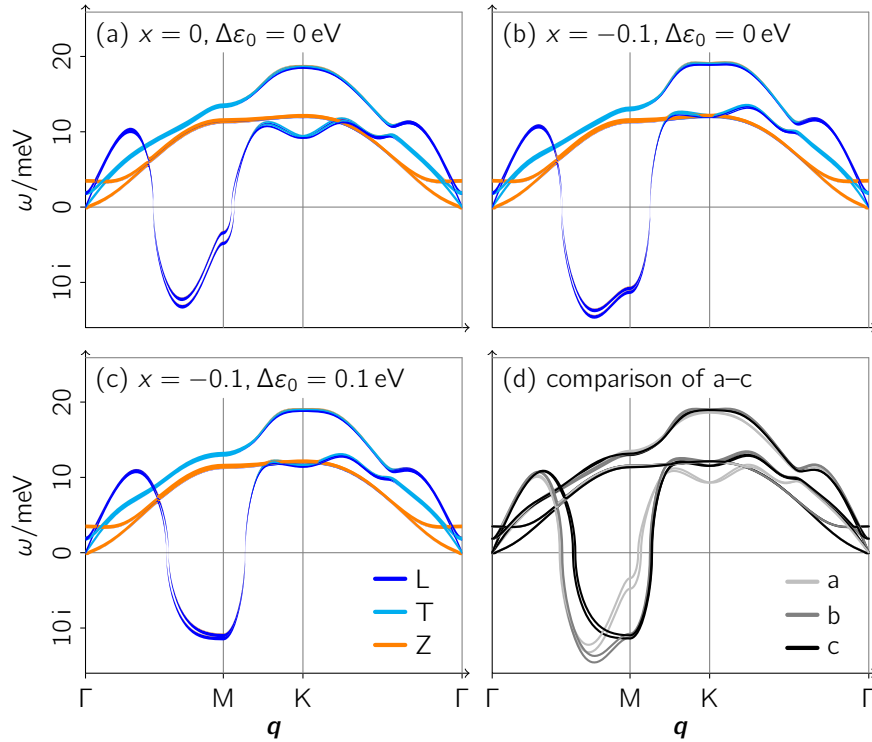 (a) x = 0, Δε₀ = 0 eV
(b) x = −0.1, Δε₀ = 0 eV
ω/meV
20
10
0
10 i
(c) x = −0.1, Δε₀ = 0.1 eV
(d) comparison of a–c
ω/meV
20
10
0
10 i
L
T
Z
a
b
c
Γ M K Γ
Γ M K Γ
q
q